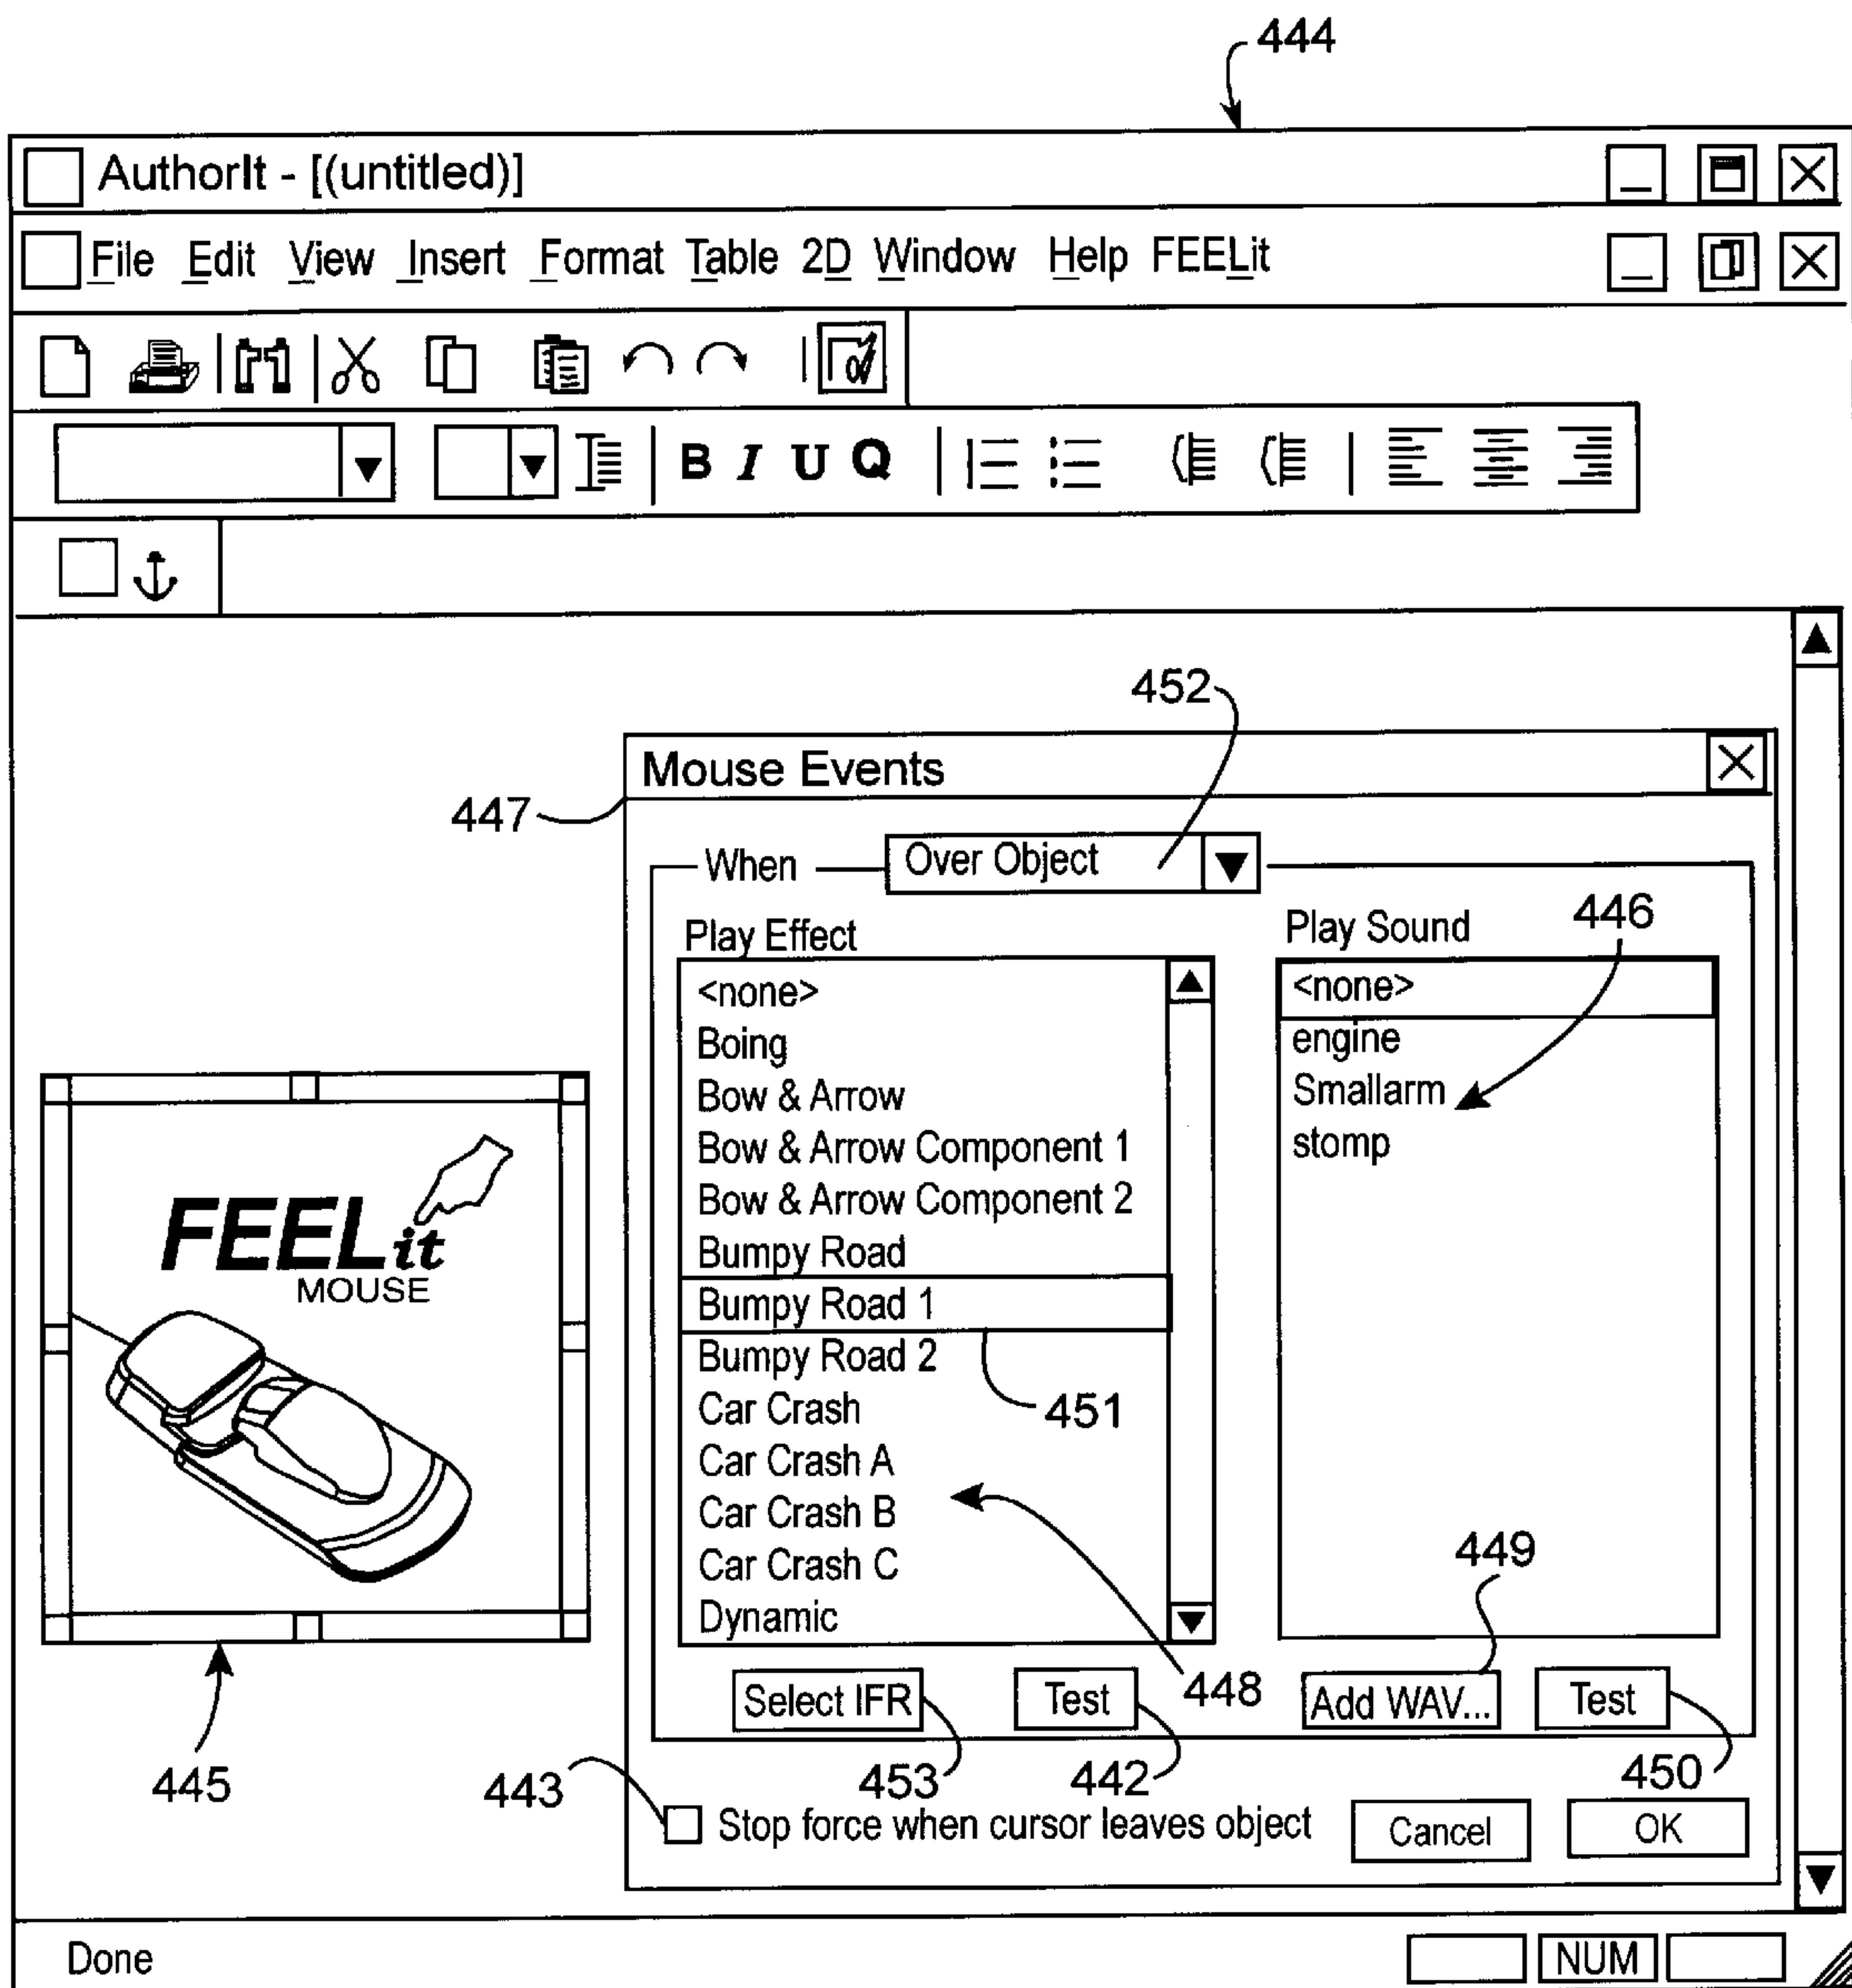 444
AuthorIt - [(untitled)]
File Edit View Insert Format Table 2D Window Help FEELit
B I U Q
452
Mouse Events
447
When Over Object
Play Effect
<none>
Boing
Bow & Arrow
Bow & Arrow Component 1
Bow & Arrow Component 2
Bumpy Road
Bumpy Road 1
Bumpy Road 2
Car Crash
Car Crash A
Car Crash B
Car Crash C
Dynamic
451
448
Play Sound
446
<none>
engine
Smallarm
stomp
449
FEELit
MOUSE
445
Select IFR
Test
Add WAV...
Test
443
453
442
450
Stop force when cursor leaves object
Cancel
OK
Done
NUM